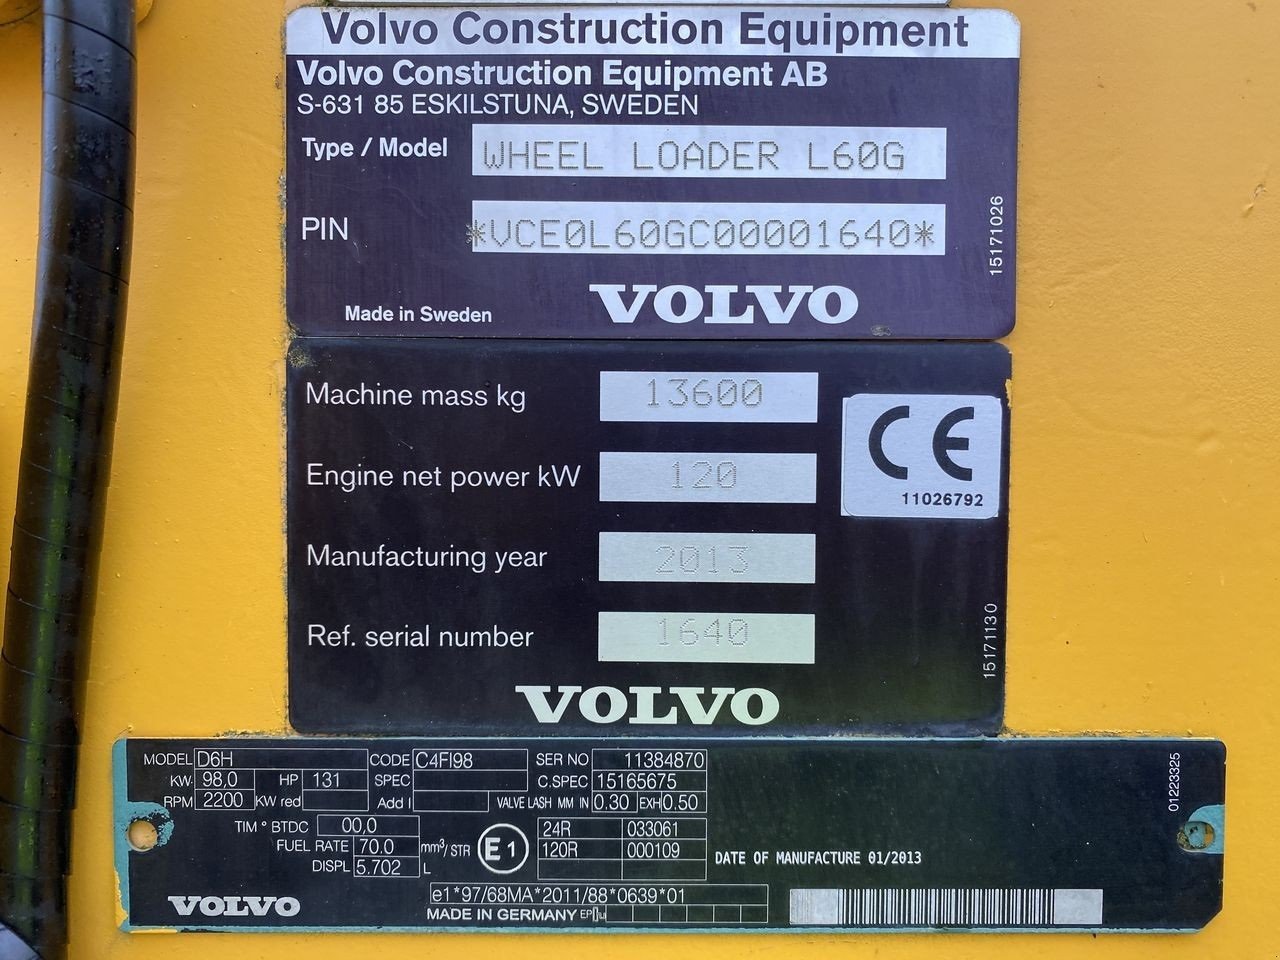 Volvo Construction Equipment
Volvo Construction Equipment AB
S-631 85 ESKILSTUNA, SWEDEN
Type / Model WHEEL LOADER L60G
PIN *VCE0L60GC00001640*
15171026
Made in Sweden VOLVO
Machine mass kg 13600
Engine net power kW 120
CE
11026792
Manufacturing year 2013
Ref. serial number 1640
15171130
VOLVO
MODEL D6H CODE C4FI98 SER NO 11384870
KW 98,0 HP 131 SPEC C.SPEC 15165675
RPM 2200 KW red Add I VALVE LASH MM IN 0.30 EXH 0.50
TIM ° BTDC 00,0 24R 033061
FUEL RATE 70.0 mm³/STR E1 120R 000109
DISPL 5.702 L
DATE OF MANUFACTURE 01/2013
01223325
e1*97/68MA*2011/88*0639*01
VOLVO MADE IN GERMANY